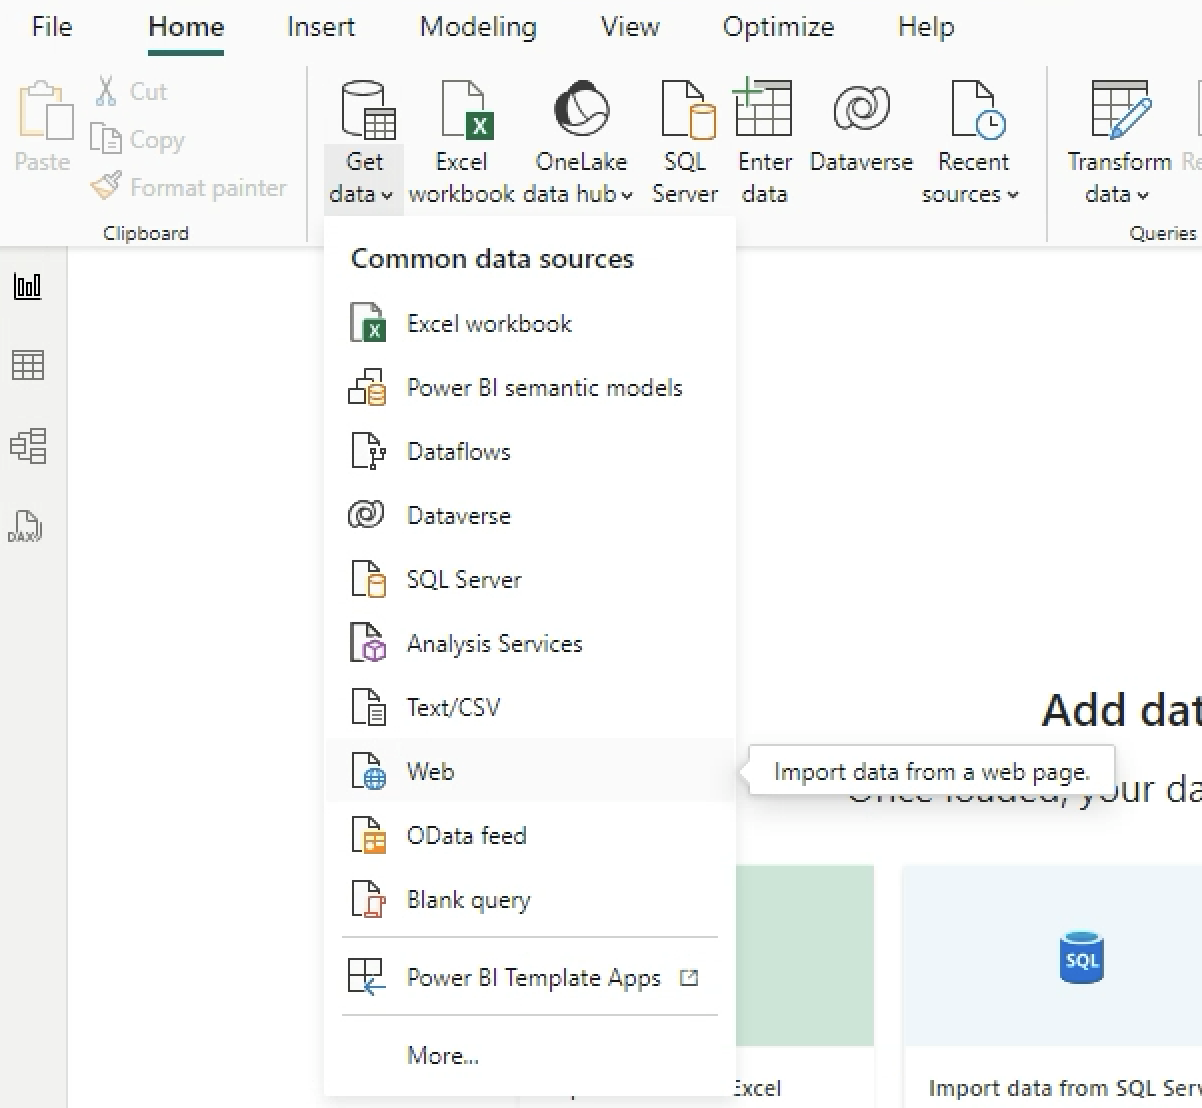 File Home Insert Modeling View Optimize Help
Paste
Cut
Copy
Format painter
Clipboard
Get data
Excel workbook
OneLake data hub
SQL Server
Enter data
Dataverse
Recent sources
Transform data
Queries
Common data sources
Excel workbook
Power BI semantic models
Dataflows
Dataverse
SQL Server
Analysis Services
Text/CSV
Web
OData feed
Blank query
Power BI Template Apps
More...
Import data from a web page.
Add dat
Once loaded, your da
DAX
SQL
Excel
Import data from SQL Serv